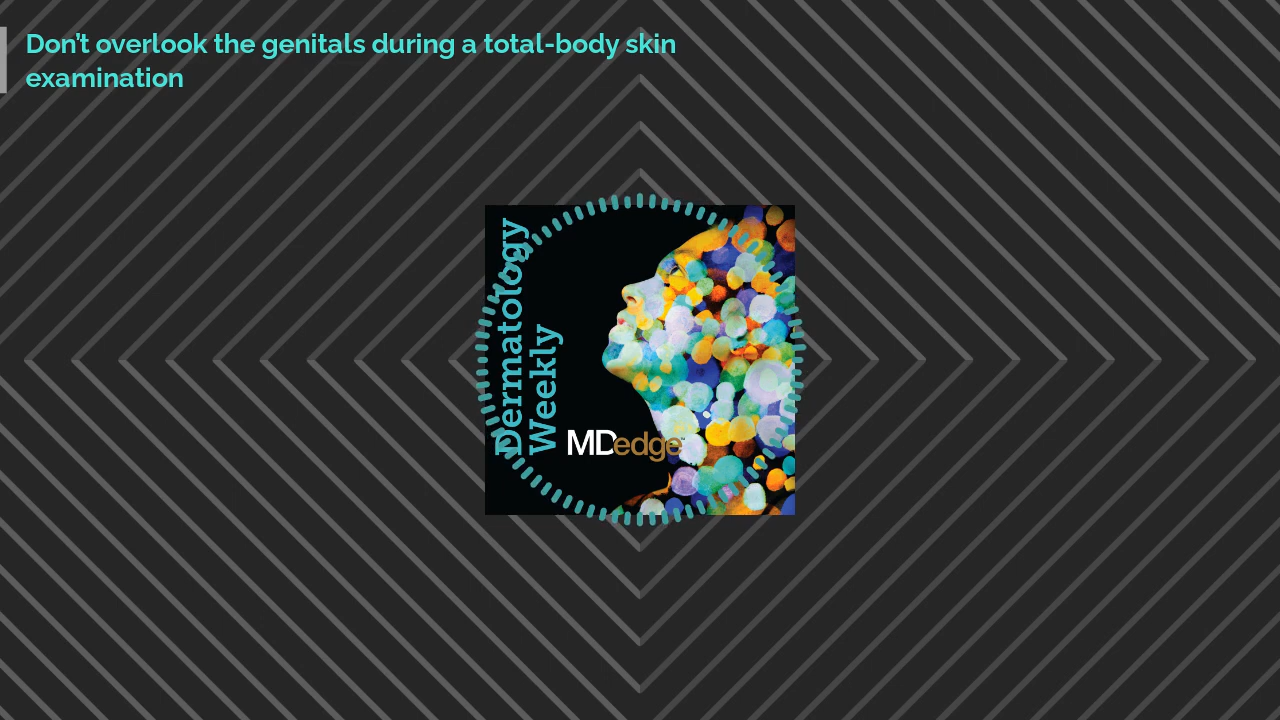 Don’t overlook the genitals during a total-body skin
examination
Dermatology
Weekly
MDedge